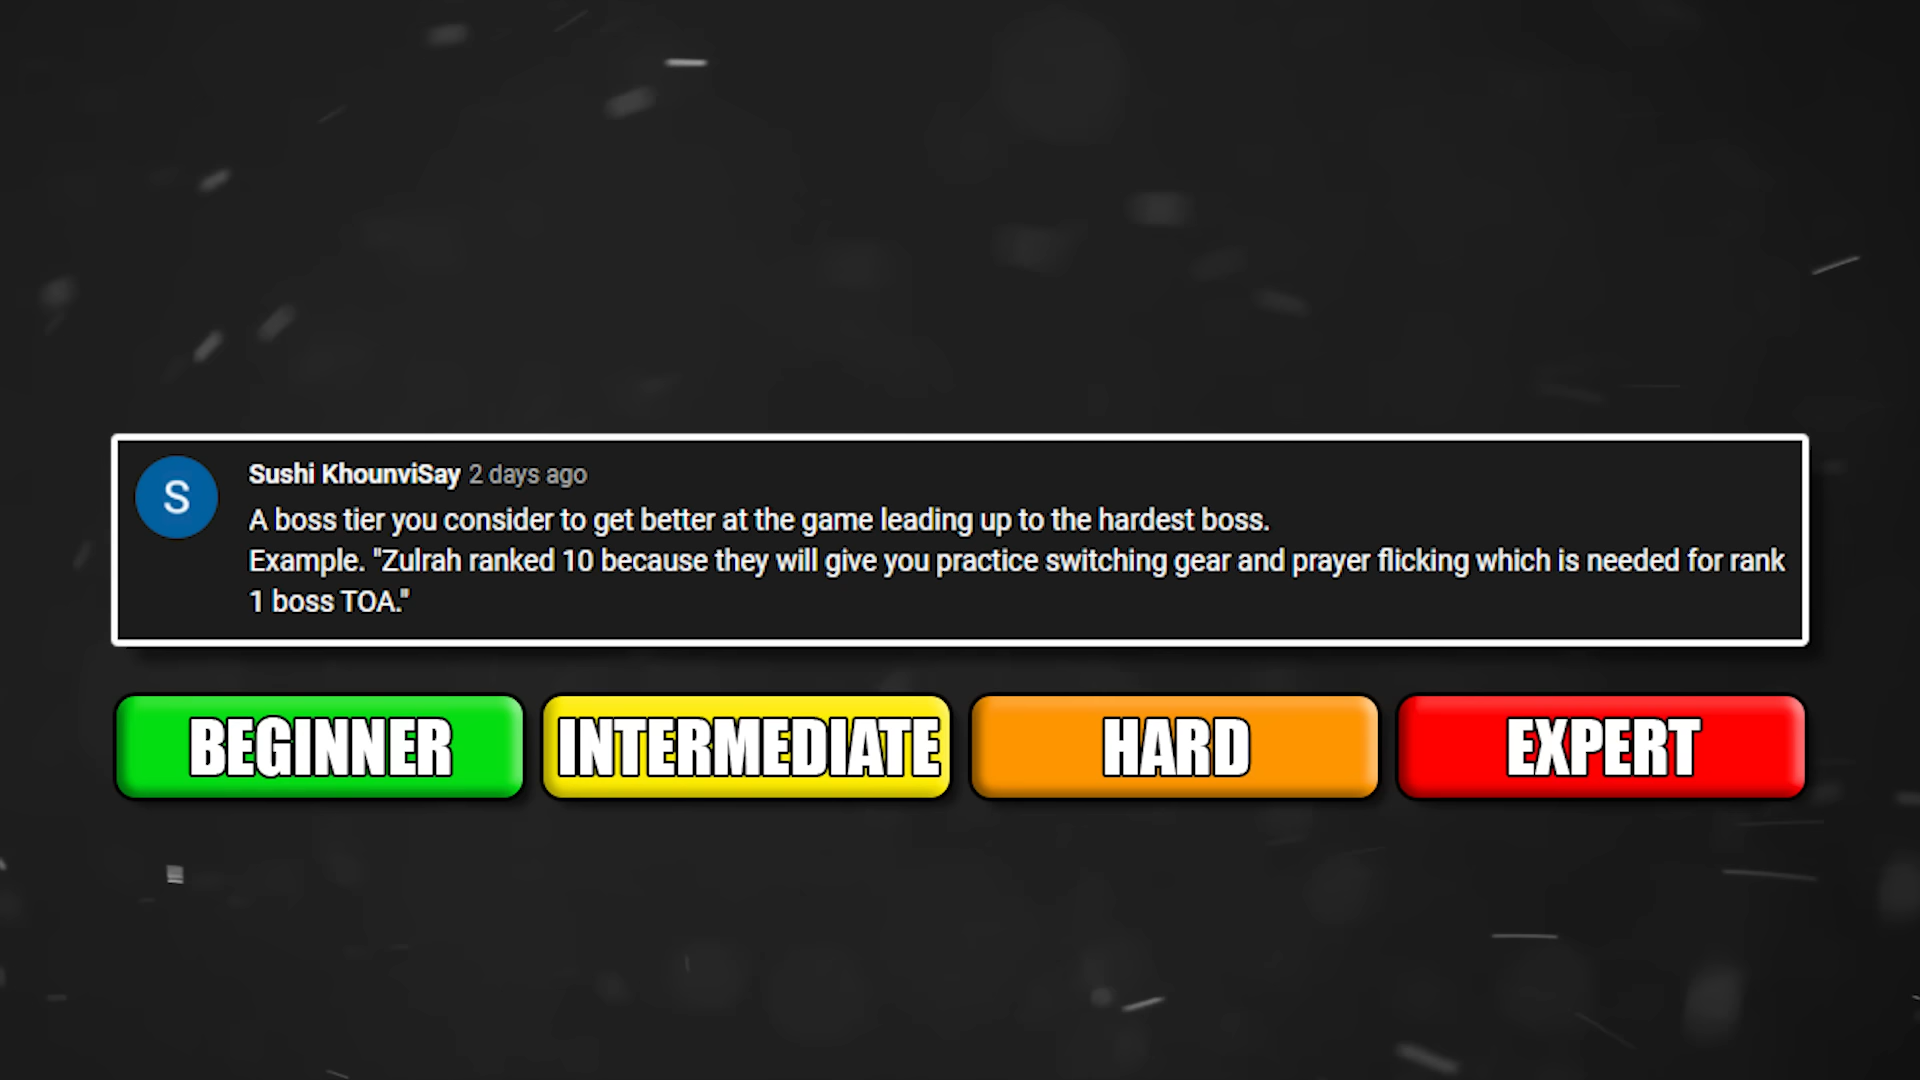 S
Sushi KhounviSay 2 days ago
A boss tier you consider to get better at the game leading up to the hardest boss.
Example. "Zulrah ranked 10 because they will give you practice switching gear and prayer flicking which is needed for rank
1 boss TOA."
BEGINNER INTERMEDIATE HARD EXPERT